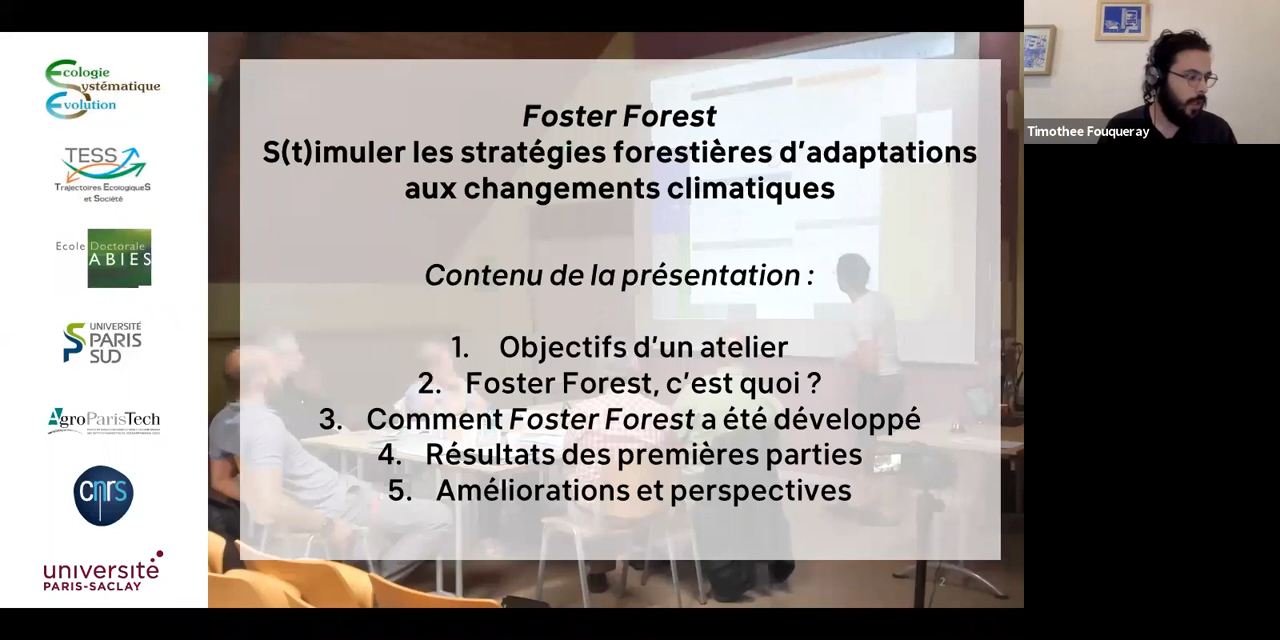 Ecologie
Systématique
Evolution
TESS
Trajectoires EcologiqueS
et Société
Ecole Doctorale
ABIES
UNIVERSITÉ
PARIS
SUD
AgroParisTech
cnrs
université
PARIS-SACLAY
Foster Forest
S(t)imuler les stratégies forestières d’adaptations
aux changements climatiques
Contenu de la présentation :
1. Objectifs d’un atelier
2. Foster Forest, c’est quoi ?
3. Comment Foster Forest a été développé
4. Résultats des premières parties
5. Améliorations et perspectives
2
Timothee Fouqueray